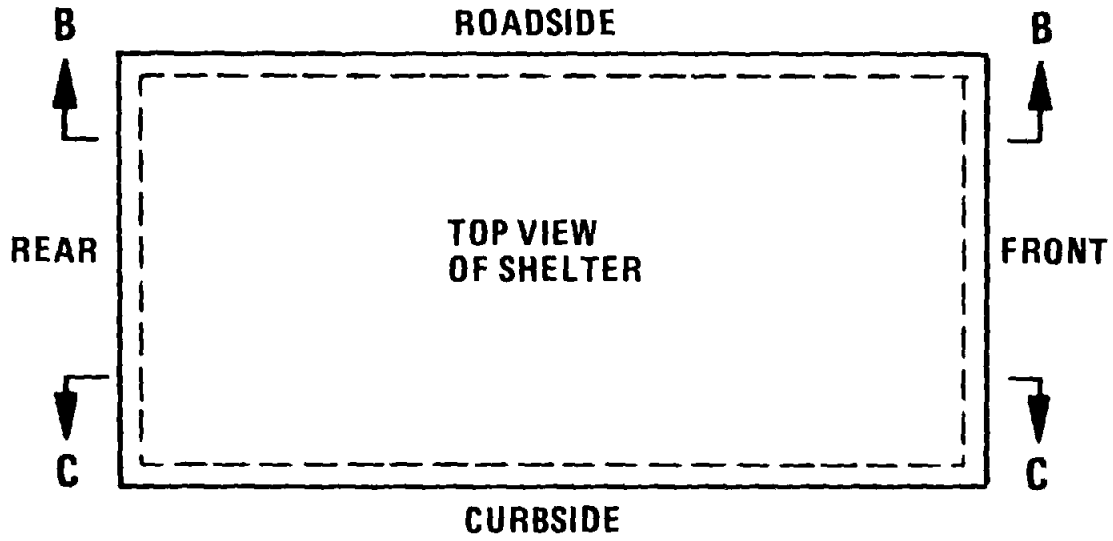 B ROADSIDE B
REAR
TOP VIEW
OF SHELTER
FRONT
C C
CURBSIDE